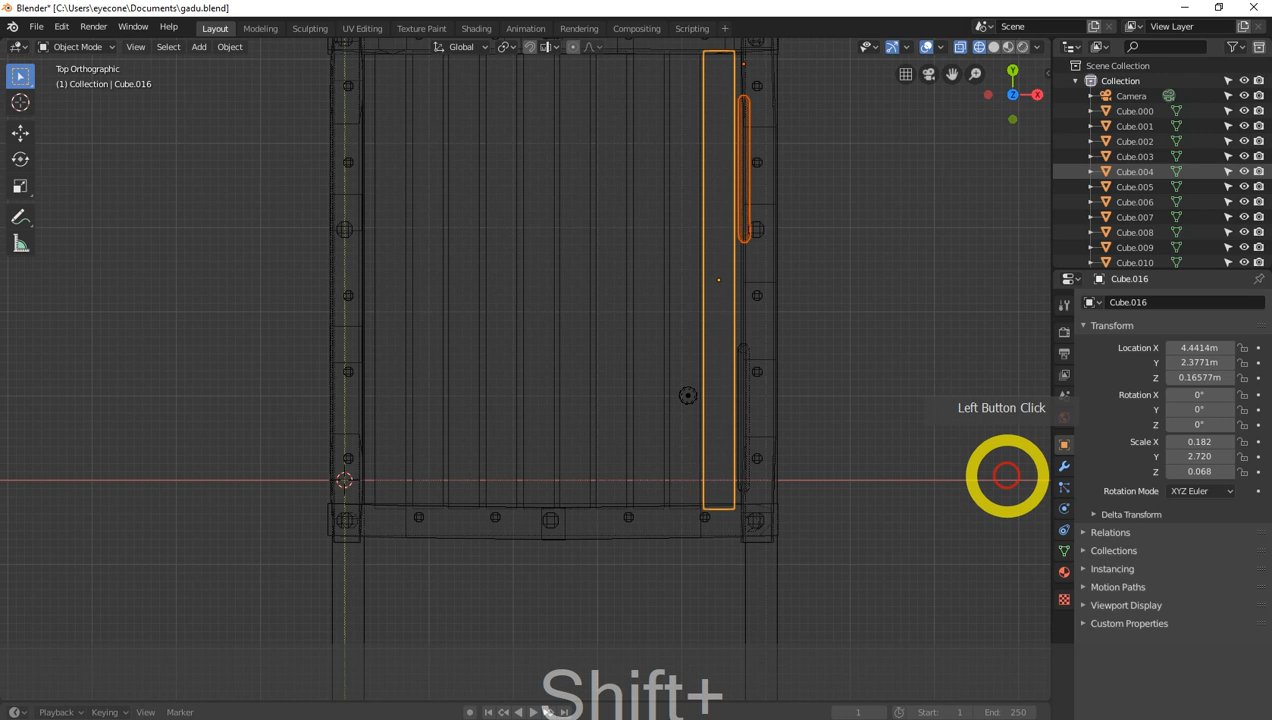 Blender* [C:\Users\eyecone\Documents\gadu.blend]
File Edit Render Window Help Layout Modeling Sculpting UV Editing Texture Paint Shading Animation Rendering Compositing Scripting + Scene View Layer
Object Mode View Select Add Object Global
Top Orthographic
(1) Collection | Cube.016
Y
Z
X
Scene Collection
Collection
Camera
Cube.000
Cube.001
Cube.002
Cube.003
Cube.004
Cube.005
Cube.006
Cube.007
Cube.008
Cube.009
Cube.010
Cube.016
Cube.016
Transform
Location X 4.4414m
Y 2.3771m
Z 0.16577m
Rotation X 0°
Y 0°
Z 0°
Scale X 0.182
Y 2.720
Z 0.068
Rotation Mode XYZ Euler
Delta Transform
Relations
Collections
Instancing
Motion Paths
Viewport Display
Custom Properties
Left Button Click
Shift+
Playback Keying View Marker 1 Start: 1 End: 250